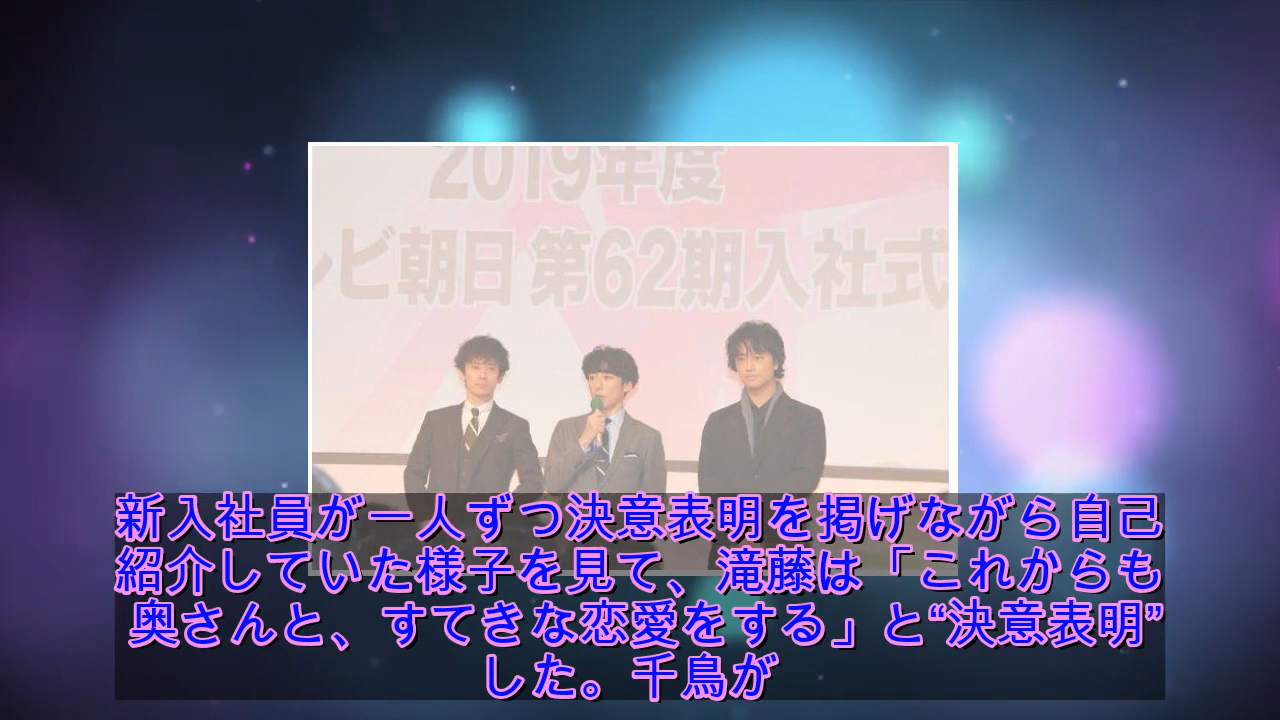 2019年度
レビ朝日 第62期入社式
新入社員が一人ずつ決意表明を掲げながら自己
紹介していた様子を見て、滝藤は「これからも
奥さんと、すてきな恋愛をする」と“決意表明”
した。千鳥が